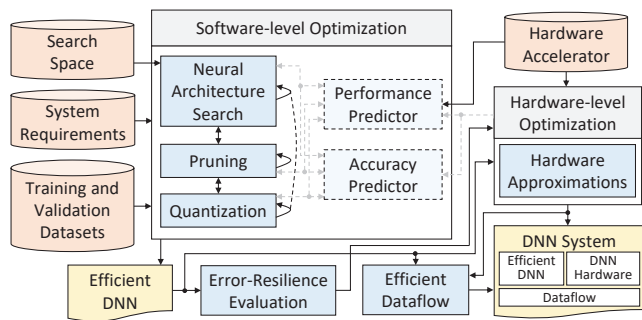 Search
Space
System
Requirements
Training and
Validation
Datasets
Software-level Optimization
Neural
Architecture
Search
Pruning
Quantization
Performance
Predictor
Accuracy
Predictor
Hardware
Accelerator
Hardware-level
Optimization
Hardware
Approximations
Efficient
DNN
Error-Resilience
Evaluation
Efficient
Dataflow
DNN System
Efficient
DNN
DNN
Hardware
Dataflow